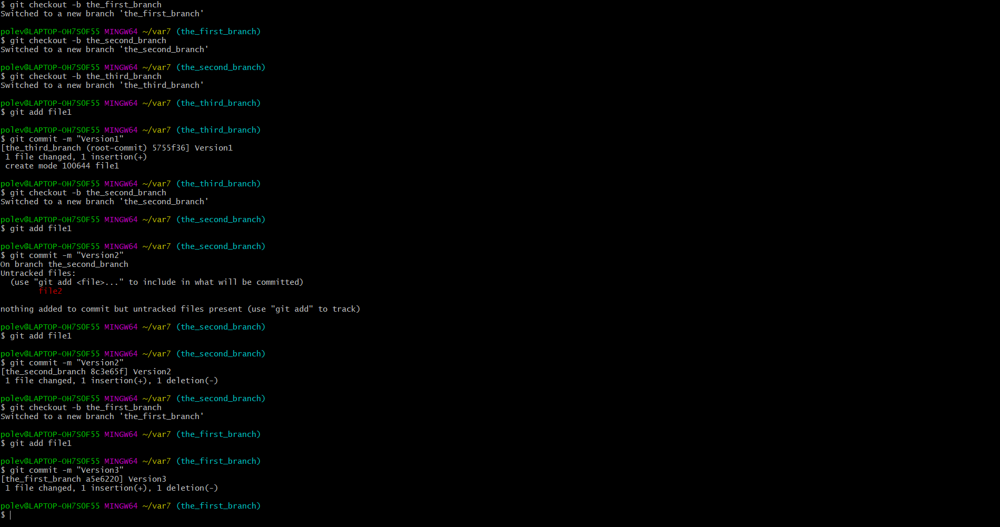 $ git checkout -b the_first_branch
Switched to a new branch 'the_first_branch'
polev@LAPTOP-OH7SOF55 MINGW64 ~/var7 (the_first_branch)
$ git checkout -b the_second_branch
Switched to a new branch 'the_second_branch'
polev@LAPTOP-OH7SOF55 MINGW64 ~/var7 (the_second_branch)
$ git checkout -b the_third_branch
Switched to a new branch 'the_third_branch'
polev@LAPTOP-OH7SOF55 MINGW64 ~/var7 (the_third_branch)
$ git add file1
polev@LAPTOP-OH7SOF55 MINGW64 ~/var7 (the_third_branch)
$ git commit -m "Version1"
[the_third_branch (root-commit) 5755f36] Version1
 1 file changed, 1 insertion(+)
 create mode 100644 file1
polev@LAPTOP-OH7SOF55 MINGW64 ~/var7 (the_third_branch)
$ git checkout -b the_second_branch
Switched to a new branch 'the_second_branch'
polev@LAPTOP-OH7SOF55 MINGW64 ~/var7 (the_second_branch)
$ git add file1
polev@LAPTOP-OH7SOF55 MINGW64 ~/var7 (the_second_branch)
$ git commit -m "Version2"
On branch the_second_branch
Untracked files:
  (use "git add <file>..." to include in what will be committed)
        file2
nothing added to commit but untracked files present (use "git add" to track)
polev@LAPTOP-OH7SOF55 MINGW64 ~/var7 (the_second_branch)
$ git add file1
polev@LAPTOP-OH7SOF55 MINGW64 ~/var7 (the_second_branch)
$ git commit -m "Version2"
[the_second_branch 8c3e65f] Version2
 1 file changed, 1 insertion(+), 1 deletion(-)
polev@LAPTOP-OH7SOF55 MINGW64 ~/var7 (the_second_branch)
$ git checkout -b the_first_branch
Switched to a new branch 'the_first_branch'
polev@LAPTOP-OH7SOF55 MINGW64 ~/var7 (the_first_branch)
$ git add file1
polev@LAPTOP-OH7SOF55 MINGW64 ~/var7 (the_first_branch)
$ git commit -m "Version3"
[the_first_branch a5e6220] Version3
 1 file changed, 1 insertion(+), 1 deletion(-)
polev@LAPTOP-OH7SOF55 MINGW64 ~/var7 (the_first_branch)
$